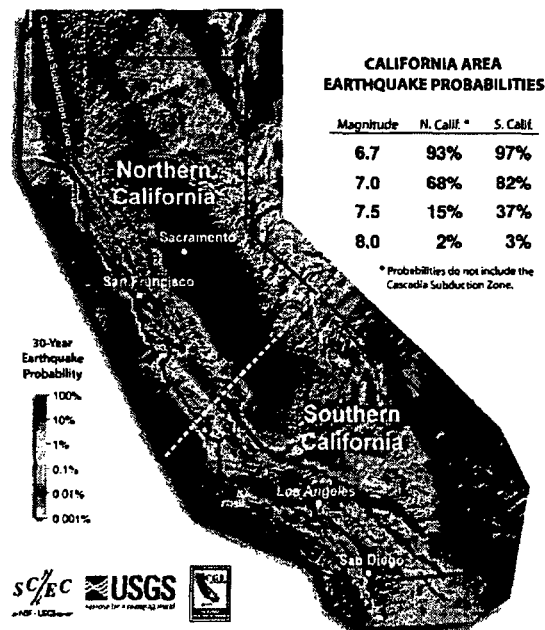 Cascadia Subduction Zone
CALIFORNIA AREA
EARTHQUAKE PROBABILITIES
Magnitude N. Calif. * S. Calif.
6.7 93% 97%
7.0 68% 82%
7.5 15% 37%
8.0 2% 3%
* Probabilities do not include the
Cascadia Subduction Zone.
Northern
California
Sacramento
San Francisco
30-Year
Earthquake
Probability
100%
10%
1%
0.1%
0.01%
0.001%
Southern
California
Los Angeles
San Diego
SC/EC
USGS